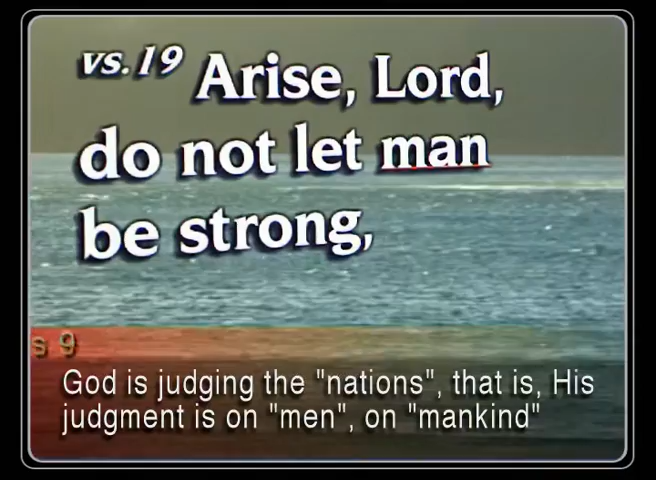 vs.19 Arise, Lord,
do not let man
be strong,
s 9
God is judging the "nations", that is, His
judgment is on "men", on "mankind"